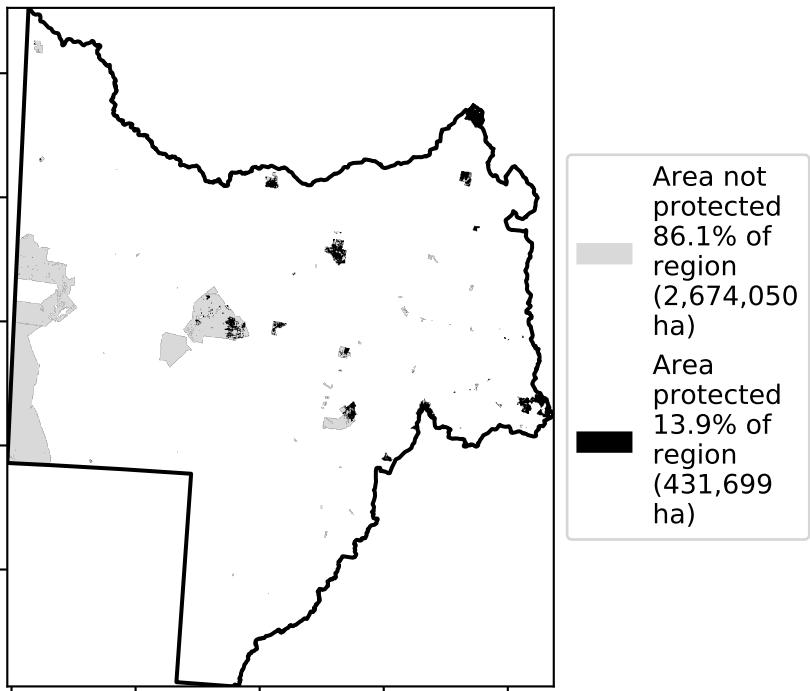 Area not
protected
86.1% of
region
(2,674,050
ha)
Area
protected
13.9% of
region
(431,699
ha)